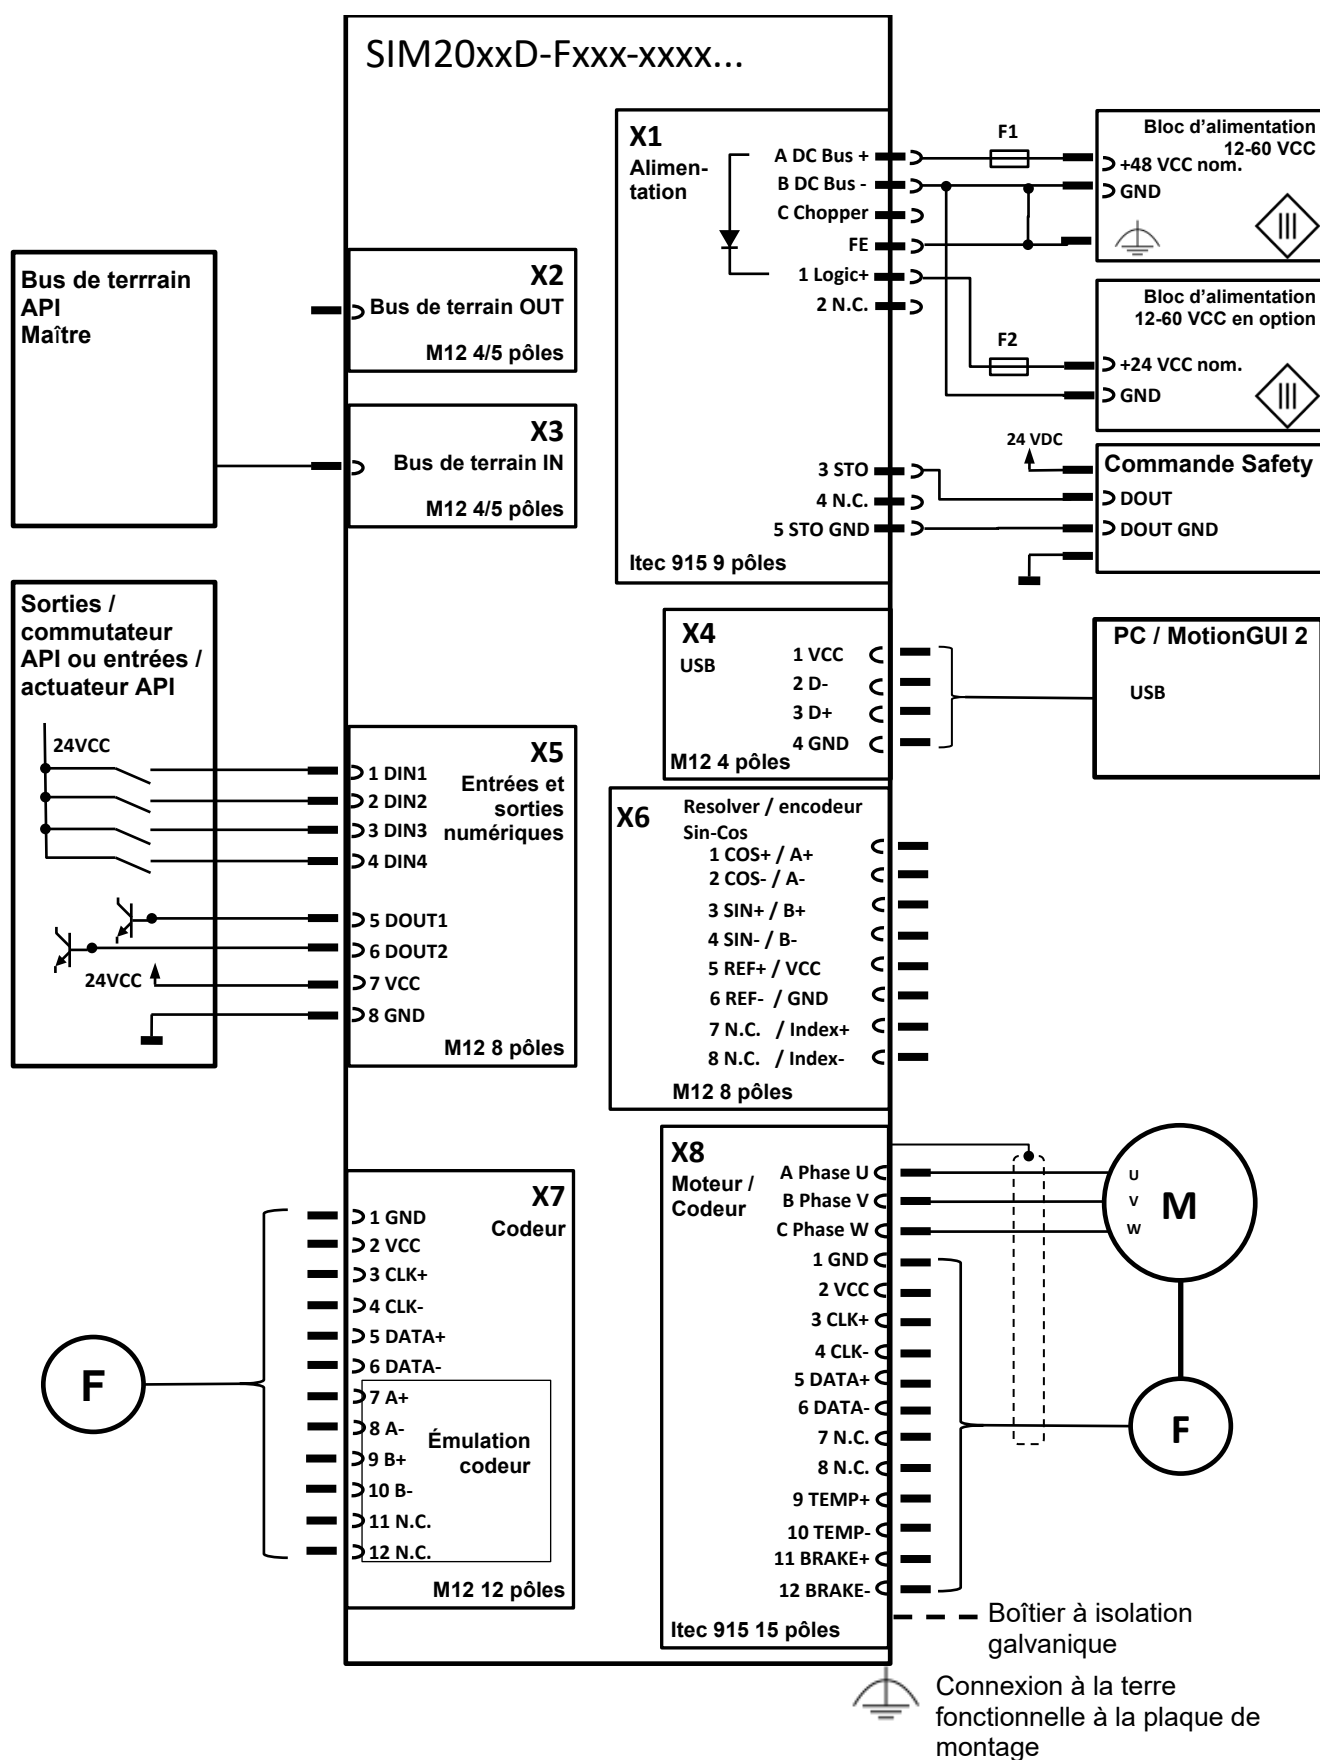 SIM20xxD-Fxxx-xxxx...
X1
Alimen-
tation
A DC Bus +
B DC Bus -
C Chopper
FE
1 Logic+
2 N.C.
3 STO
4 N.C.
5 STO GND
Itec 915 9 pôles
F1
F2
Bloc d’alimentation
12-60 VCC
+48 VCC nom.
GND
III
Bloc d’alimentation
12-60 VCC en option
+24 VCC nom.
GND
III
24 VDC
Commande Safety
DOUT
DOUT GND
Bus de terrrain
API
Maître
X2
Bus de terrain OUT
M12 4/5 pôles
X3
Bus de terrain IN
M12 4/5 pôles
X4
USB
1 VCC
2 D-
3 D+
4 GND
M12 4 pôles
PC / MotionGUI 2
USB
Sorties /
commutateur
API ou entrées /
actuateur API
24VCC
24VCC
X5
Entrées et
sorties
numériques
1 DIN1
2 DIN2
3 DIN3
4 DIN4
5 DOUT1
6 DOUT2
7 VCC
8 GND
M12 8 pôles
X6
Resolver / encodeur
Sin-Cos
1 COS+ / A+
2 COS- / A-
3 SIN+ / B+
4 SIN- / B-
5 REF+ / VCC
6 REF- / GND
7 N.C. / Index+
8 N.C. / Index-
M12 8 pôles
X7
Codeur
1 GND
2 VCC
3 CLK+
4 CLK-
5 DATA+
6 DATA-
7 A+
8 A-
9 B+
10 B-
11 N.C.
12 N.C.
Émulation
codeur
M12 12 pôles
F
X8
Moteur /
Codeur
A Phase U
B Phase V
C Phase W
1 GND
2 VCC
3 CLK+
4 CLK-
5 DATA+
6 DATA-
7 N.C.
8 N.C.
9 TEMP+
10 TEMP-
11 BRAKE+
12 BRAKE-
Itec 915 15 pôles
U
V
W
M
F
Boîtier à isolation
galvanique
Connexion à la terre
fonctionnelle à la plaque de
montage